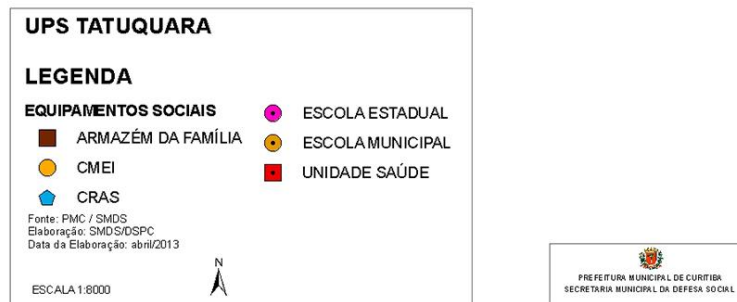 UPS TATUQUARA
LEGENDA
EQUIPAMENTOS SOCIAIS
ARMAZÉM DA FAMÍLIA
CMEI
CRAS
ESCOLA ESTADUAL
ESCOLA MUNICIPAL
UNIDADE SAÚDE
Fonte: PMC / SMDS
Elaboração: SMDS/DSPC
Data da Elaboração: abril/2013
N
ESCALA 1:8000
PREFEITURA MUNICIPAL DE CURITIBA
SECRETARIA MUNICIPAL DA DEFESA SOCIAL